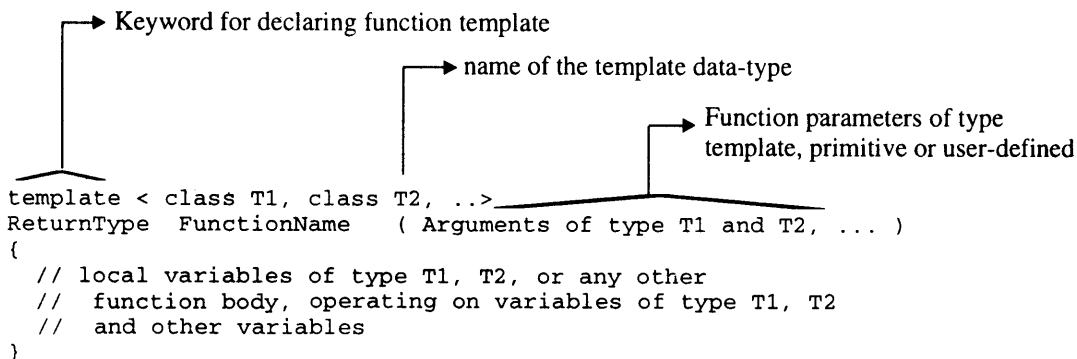 Keyword for declaring function template
name of the template data-type
Function parameters of type
template, primitive or user-defined
template < class T1, class T2, ..>
ReturnType FunctionName ( Arguments of type T1 and T2, ... )
{
// local variables of type T1, T2, or any other
// function body, operating on variables of type T1, T2
// and other variables
}